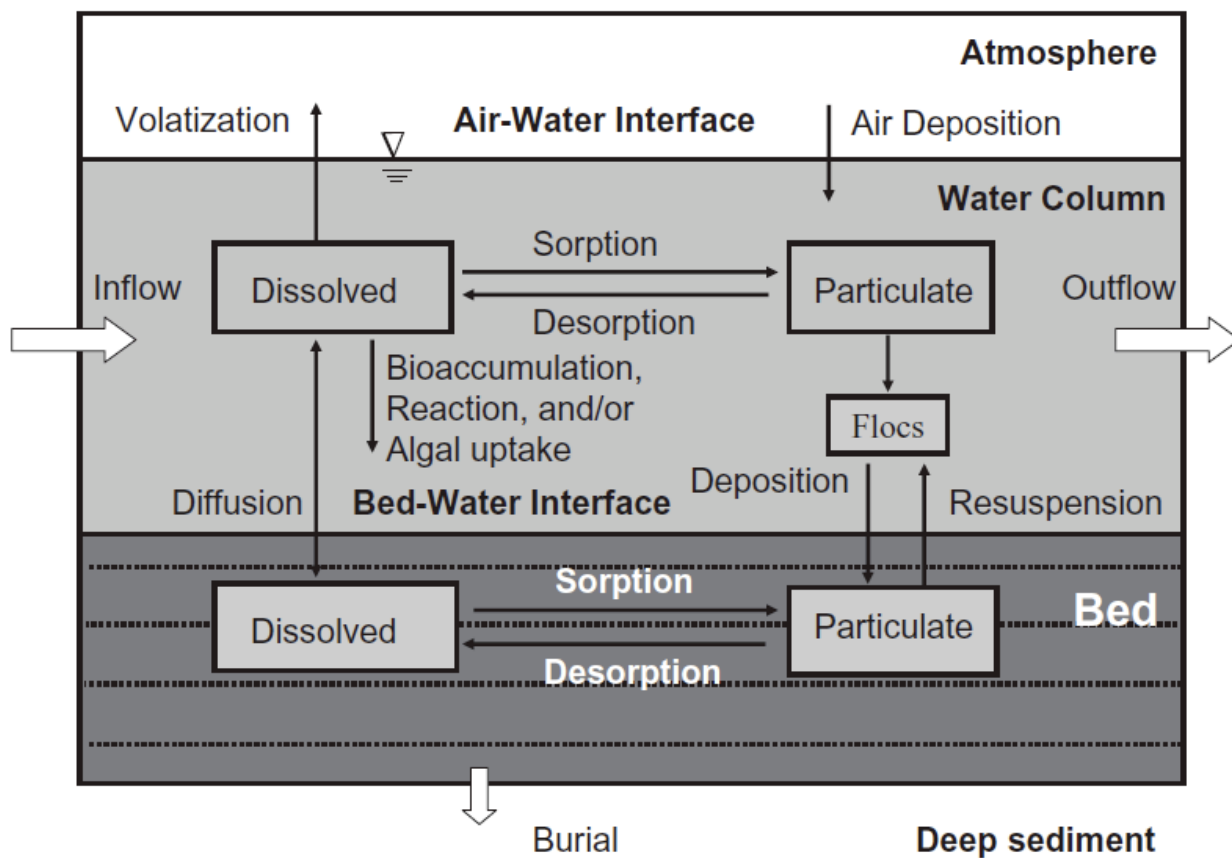 Atmosphere
Volatization
Air-Water Interface
Air Deposition
Water Column
Sorption
Inflow
Dissolved
Particulate
Outflow
Desorption
Bioaccumulation,
Reaction, and/or
Algal uptake
Flocs
Deposition
Diffusion
Bed-Water Interface
Resuspension
Sorption
Bed
Dissolved
Particulate
Desorption
Burial
Deep sediment